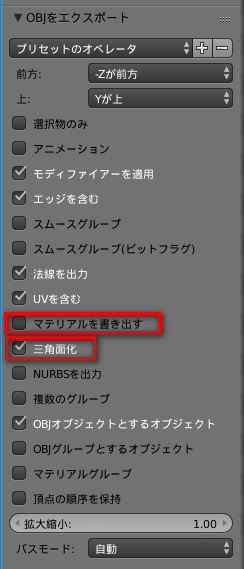 OBJをエクスポート
プリセットのオペレータ
前方: -Zが前方
上: Yが上
選択物のみ
アニメーション
モディファイアーを適用
エッジを含む
スムースグループ
スムースグループ(ビットフラグ)
法線を出力
UVを含む
マテリアルを書き出す
三角面化
NURBSを出力
複数のグループ
OBJオブジェクトとするオブジェクト
OBJグループとするオブジェクト
マテリアルグループ
頂点の順序を保持
拡大縮小: 1.00
パスモード: 自動